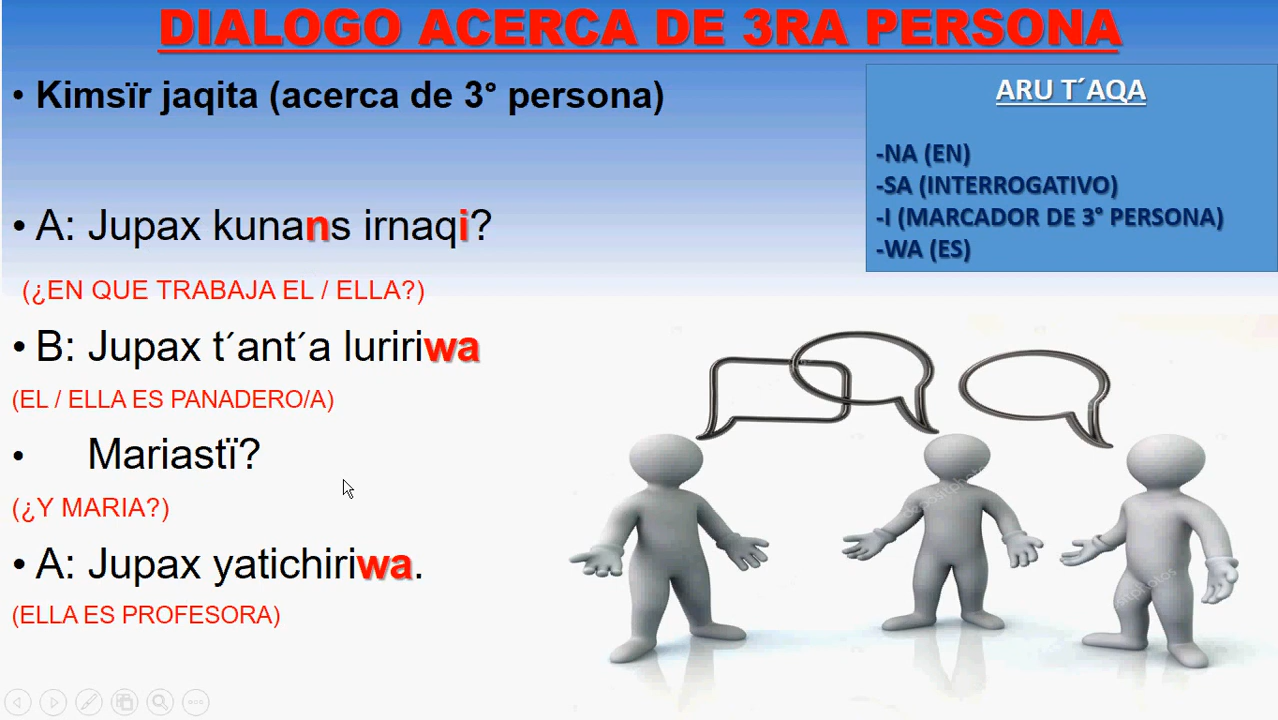 DIALOGO ACERCA DE 3RA PERSONA
• Kimsïr jaqita (acerca de 3° persona)
ARU T´AQA
-NA (EN)
-SA (INTERROGATIVO)
-I (MARCADOR DE 3° PERSONA)
-WA (ES)
• A: Jupax kunans irnaqi?
(¿EN QUE TRABAJA EL / ELLA?)
• B: Jupax t´ant´a luririwa
(EL / ELLA ES PANADERO/A)
• Mariastï?
(¿Y MARIA?)
• A: Jupax yatichiriwa.
(ELLA ES PROFESORA)